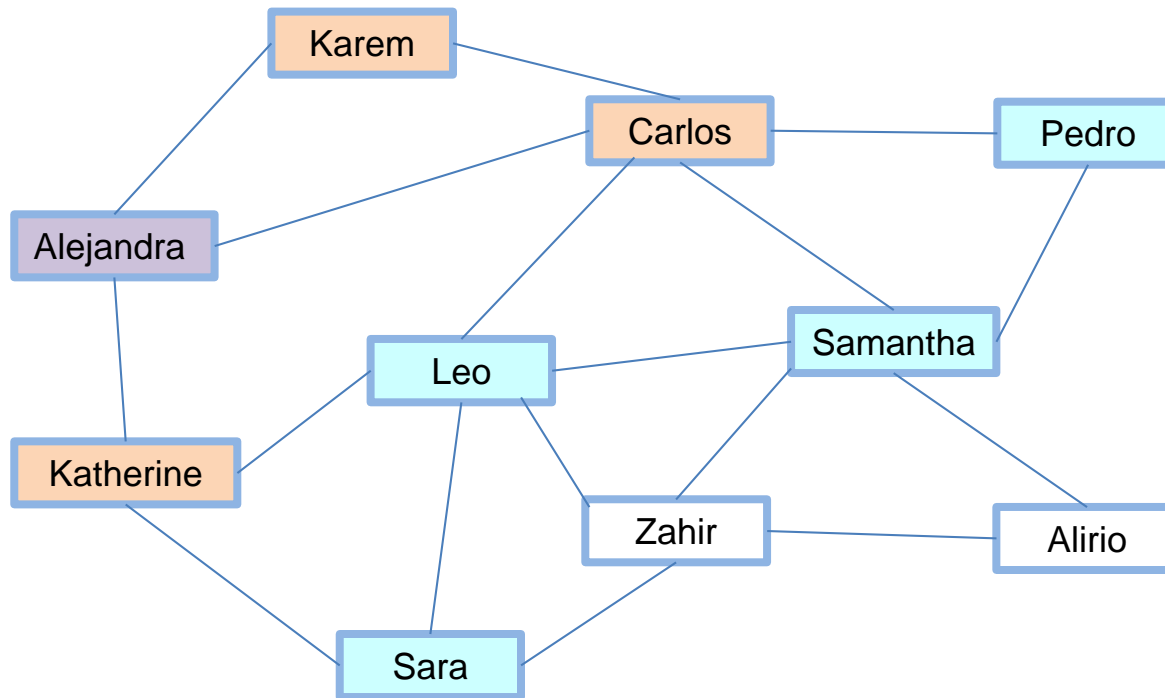 Karem
Carlos
Pedro
Alejandra
Samantha
Leo
Katherine
Zahir
Alirio
Sara